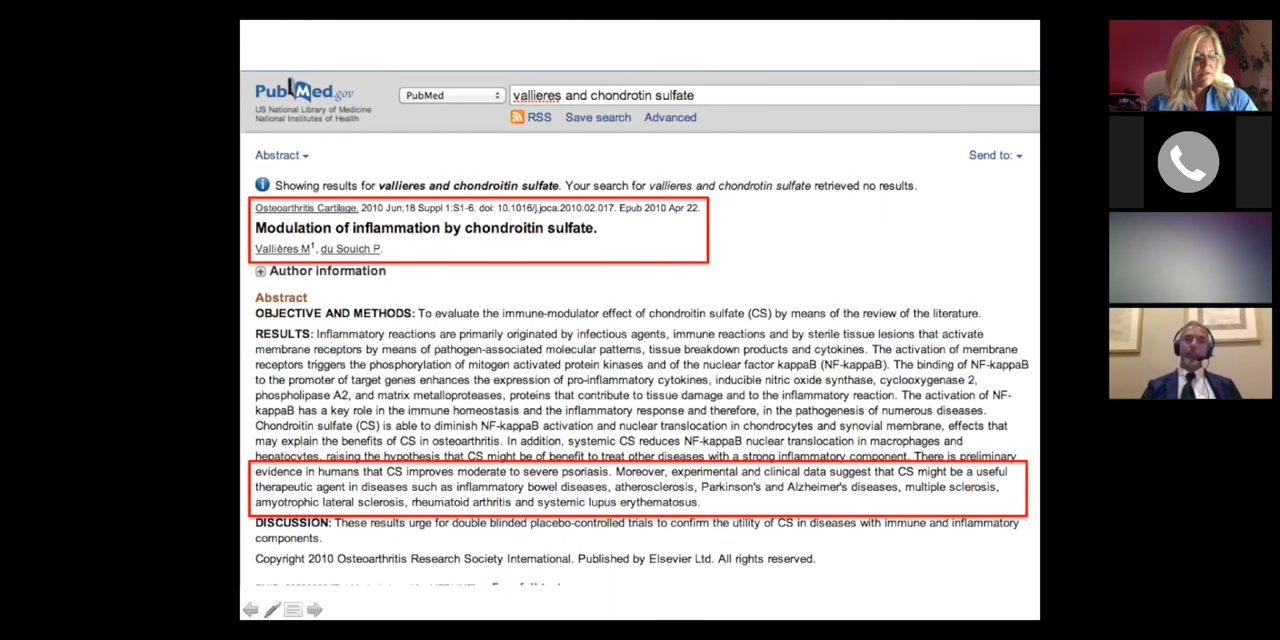 PubMed.gov
US National Library of Medicine
National Institutes of Health
PubMed
vallieres and chondrotin sulfate
RSS Save search Advanced
Abstract
Send to:
Showing results for vallieres and chondroitin sulfate. Your search for vallieres and chondrotin sulfate retrieved no results.
Osteoarthritis Cartilage. 2010 Jun;18 Suppl 1:S1-6. doi: 10.1016/j.joca.2010.02.017. Epub 2010 Apr 22.
Modulation of inflammation by chondroitin sulfate.
Vallières M1, du Souich P.
Author information
Abstract
OBJECTIVE AND METHODS: To evaluate the immune-modulator effect of chondroitin sulfate (CS) by means of the review of the literature.
RESULTS: Inflammatory reactions are primarily originated by infectious agents, immune reactions and by sterile tissue lesions that activate
membrane receptors by means of pathogen-associated molecular patterns, tissue breakdown products and cytokines. The activation of membrane
receptors triggers the phosphorylation of mitogen activated protein kinases and of the nuclear factor kappaB (NF-kappaB). The binding of NF-kappaB
to the promoter of target genes enhances the expression of pro-inflammatory cytokines, inducible nitric oxide synthase, cyclooxygenase 2,
phospholipase A2, and matrix metalloproteases, proteins that contribute to tissue damage and to the inflammatory reaction. The activation of NF-
kappaB has a key role in the immune homeostasis and the inflammatory response and therefore, in the pathogenesis of numerous diseases.
Chondroitin sulfate (CS) is able to diminish NF-kappaB activation and nuclear translocation in chondrocytes and synovial membrane, effects that
may explain the benefits of CS in osteoarthritis. In addition, systemic CS reduces NF-kappaB nuclear translocation in macrophages and
hepatocytes, raising the hypothesis that CS might be of benefit to treat other diseases with a strong inflammatory component. There is preliminary
evidence in humans that CS improves moderate to severe psoriasis. Moreover, experimental and clinical data suggest that CS might be a useful
therapeutic agent in diseases such as inflammatory bowel diseases, atherosclerosis, Parkinson's and Alzheimer's diseases, multiple sclerosis,
amyotrophic lateral sclerosis, rheumatoid arthritis and systemic lupus erythematosus.
DISCUSSION: These results urge for double blinded placebo-controlled trials to confirm the utility of CS in diseases with immune and inflammatory
components.
Copyright 2010 Osteoarthritis Research Society International. Published by Elsevier Ltd. All rights reserved.